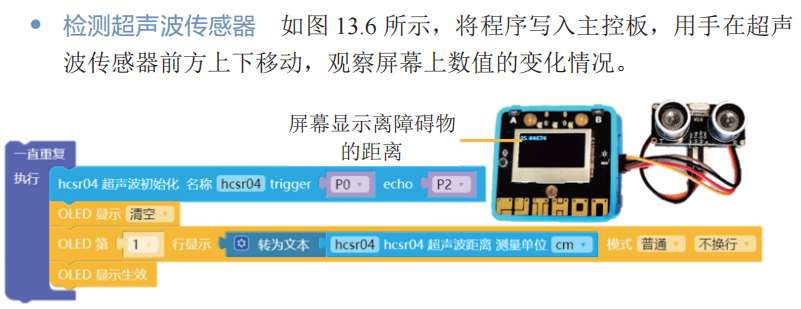 • 检测超声波传感器 如图 13.6 所示，将程序写入主控板，用手在超声
波传感器前方上下移动，观察屏幕上数值的变化情况。
屏幕显示离障碍物
的距离
A
B
一直重复
执行
hcsr04 超声波初始化 名称 hcsr04 trigger P0 echo P2
OLED 显示 清空
OLED 第 1 行显示 转为文本 hcsr04 hcsr04 超声波距离 测量单位 cm 模式 普通 不换行
OLED 显示生效